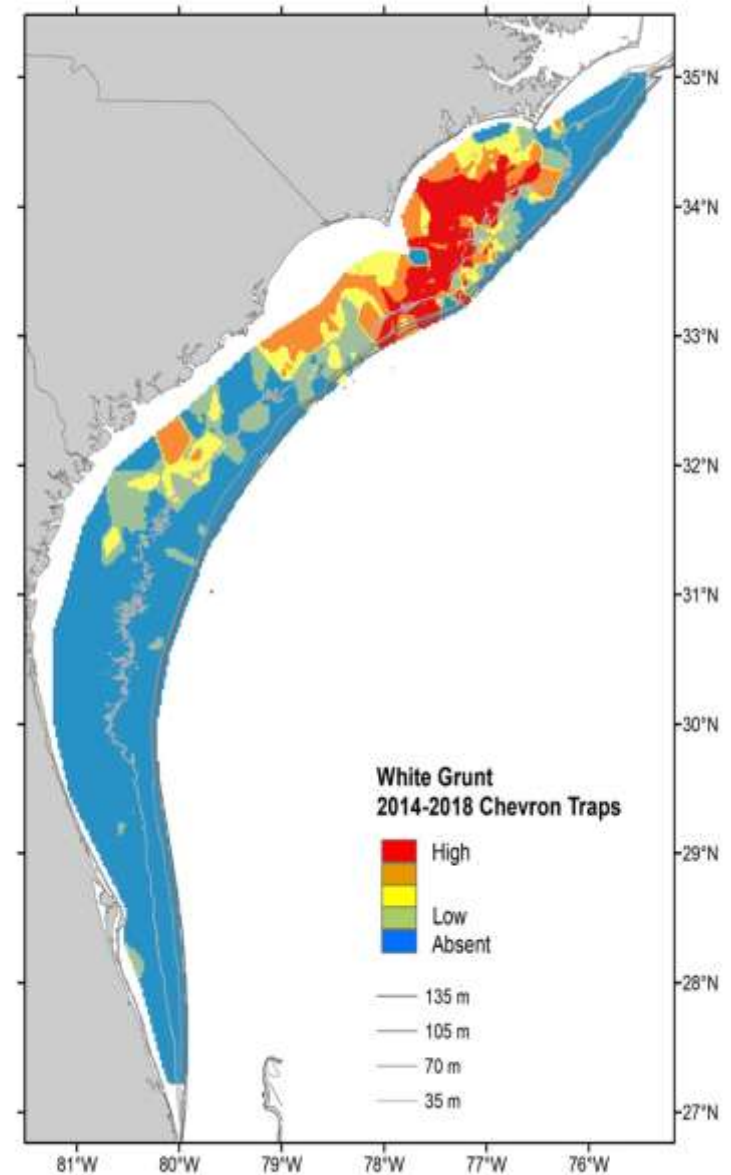 35°N
34°N
33°N
32°N
31°N
30°N
White Grunt
2014-2018 Chevron Traps
High
29°N
Low
Absent
28°N
135 m
105 m
70 m
35 m
27°N
81°W 80°W 79°W 78°W 77°W 76°W